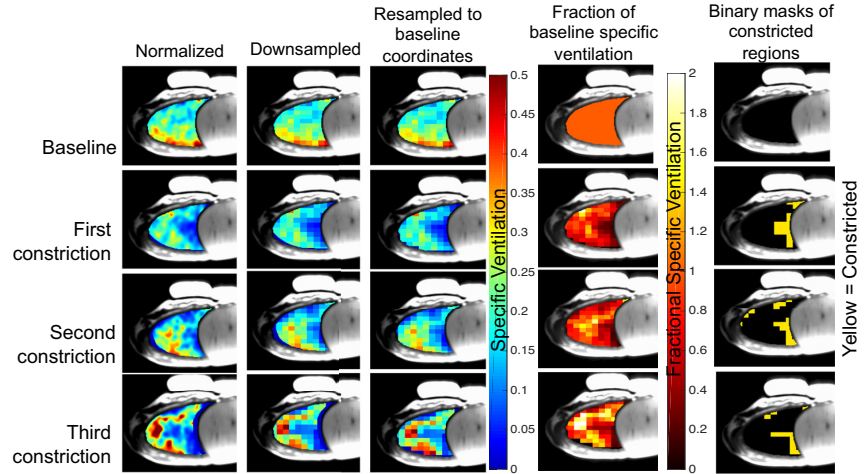 Normalized
Downsampled
Resampled to
baseline
coordinates
Fraction of
baseline specific
ventilation
Binary masks of
constricted
regions
Baseline
First
constriction
Second
constriction
Third
constriction
0.5
0.45
0.4
0.35
0.3
0.25
0.2
0.15
0.1
0.05
0
Specific Ventilation
2
1.8
1.6
1.4
1.2
1
0.8
0.6
0.4
0.2
0
Fractional Specific Ventilation
Yellow = Constricted